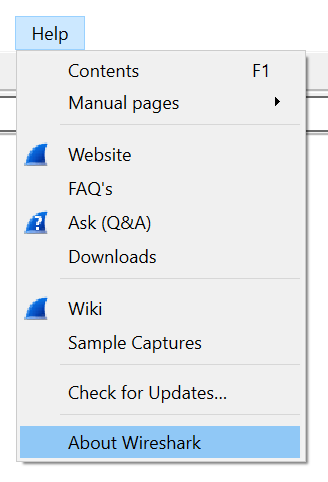 Help
Contents F1
Manual pages
Website
FAQ's
Ask (Q&A)
Downloads
Wiki
Sample Captures
Check for Updates...
About Wireshark